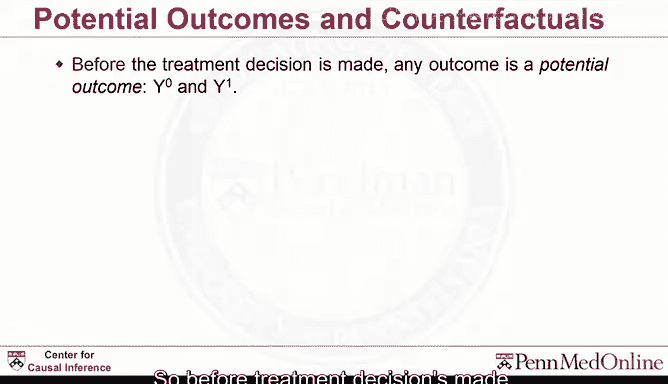 Potential Outcomes and Counterfactuals
Before the treatment decision is made, any outcome is a potential
outcome: Y⁰ and Y¹.
Center for
Causal Inference
PennMedOnline
So before treatment decision's made